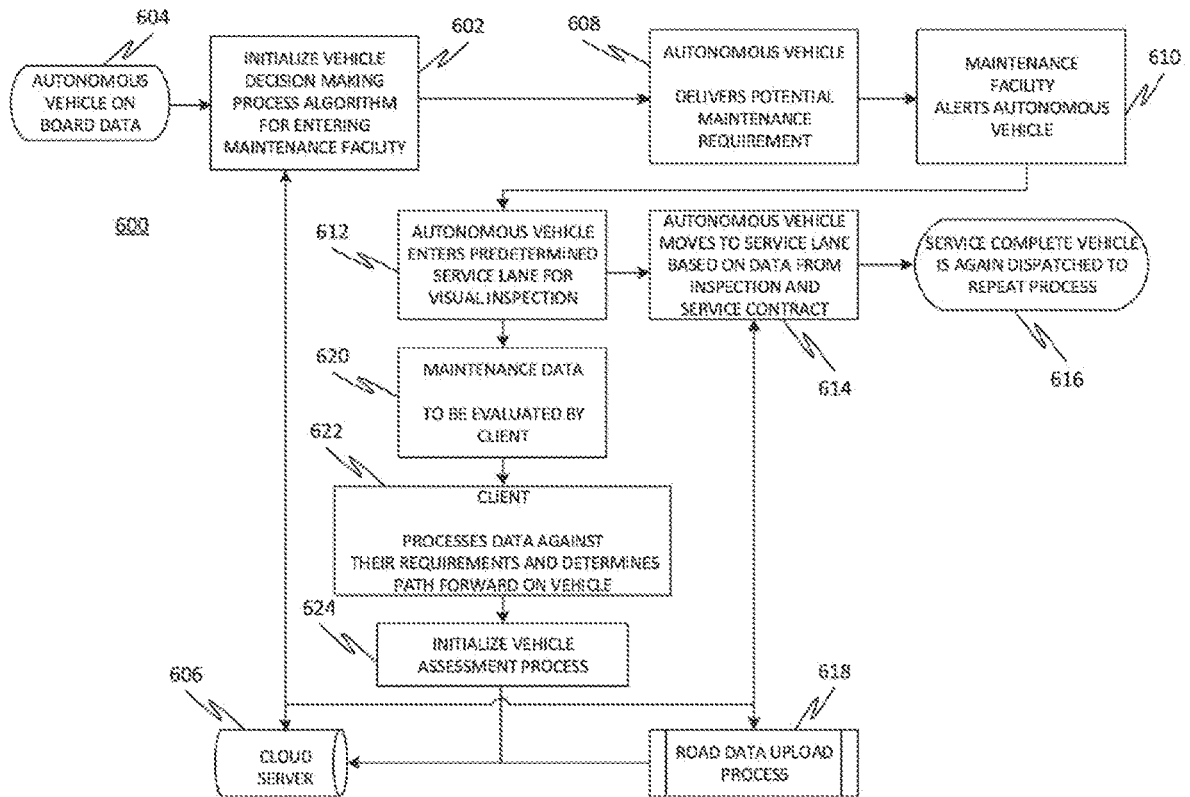 604
AUTONOMOUS
VEHICLE ON
BOARD DATA
602
INITIALIZE VEHICLE
DECISION MAKING
PROCESS ALGORITHM
FOR ENTERING
MAINTENANCE FACILITY
608
AUTONOMOUS VEHICLE
DELIVERS POTENTIAL
MAINTENANCE
REQUIREMENT
610
MAINTENANCE
FACILITY
ALERTS AUTONOMOUS
VEHICLE
600
612
AUTONOMOUS VEHICLE
ENTERS PREDETERMINED
SERVICE LANE FOR
VISUAL INSPECTION
AUTONOMOUS VEHICLE
MOVES TO SERVICE LANE
BASED ON DATA FROM
INSPECTION AND
SERVICE CONTRACT
614
SERVICE COMPLETE VEHICLE
IS AGAIN DISPATCHED TO
REPEAT PROCESS
616
620
MAINTENANCE DATA
TO BE EVALUATED BY
CLIENT
622
CLIENT
PROCESSES DATA AGAINST
THEIR REQUIREMENTS AND DETERMINES
PATH FORWARD ON VEHICLE
624
INITIALIZE VEHICLE
ASSESSMENT PROCESS
606
CLOUD
SERVER
618
ROAD DATA UPLOAD
PROCESS